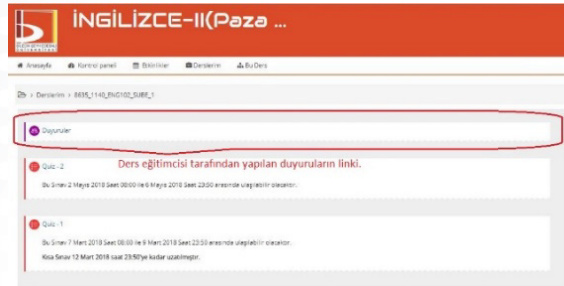 İNGİLİZCE-II(Paza ...
Anasayfa Kontrol paneli Etkinlikler Derslerim Bu Ders
> Derslerim > 8635_1140_ENG102_SUBE_1
Duyurular
Ders eğitimcisi tarafından yapılan duyuruların linki.
Quiz - 2
Bu Sınav 2 Mayıs 2018 Saat 08:00 ile 6 Mayıs 2018 Saat 23:50 arasında ulaşılabilir olacaktır.
Quiz - 1
Bu Sınav 7 Mart 2018 Saat 08:00 ile 9 Mart 2018 Saat 23:50 arasında ulaşılabilir olacaktır.
Kısa Sınav 12 Mart 2018 saat 23:50'ye kadar uzatılmıştır.